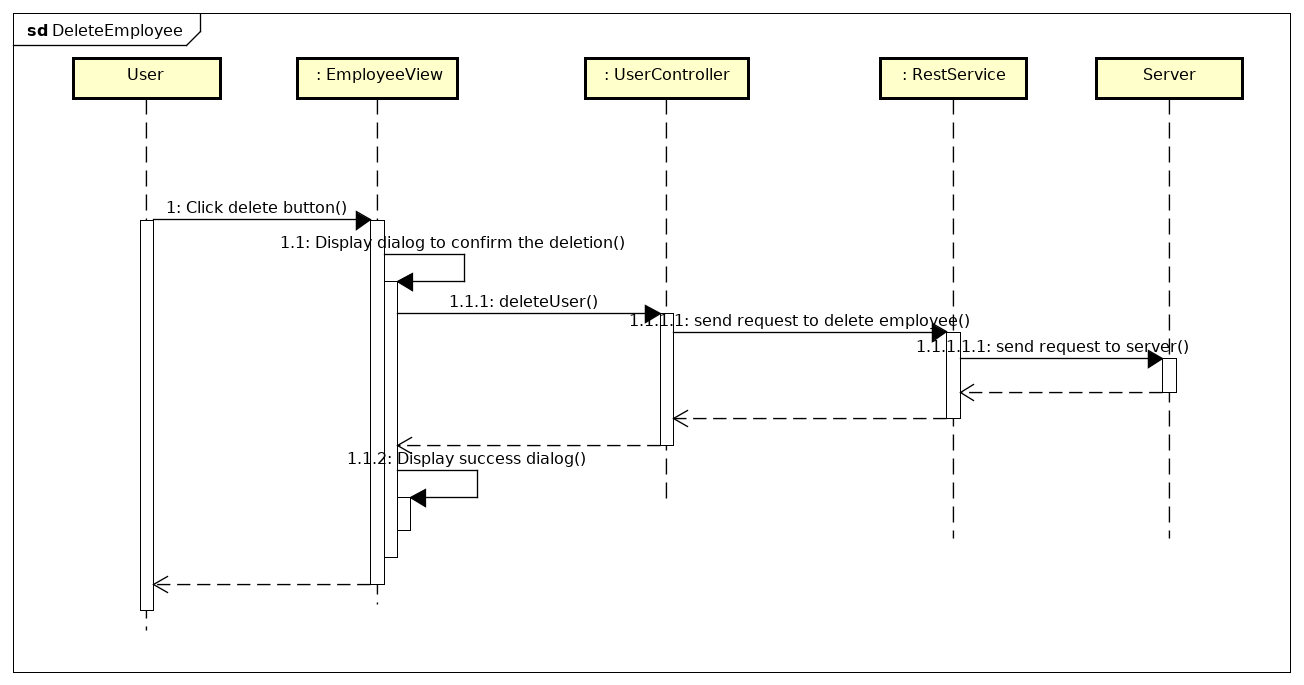 sd DeleteEmployee
User
: EmployeeView
: UserController
: RestService
Server
1: Click delete button()
1.1: Display dialog to confirm the deletion()
1.1.1: deleteUser()
1.1.1.1: send request to delete employee()
1.1.1.1.1: send request to server()
1.1.2: Display success dialog()